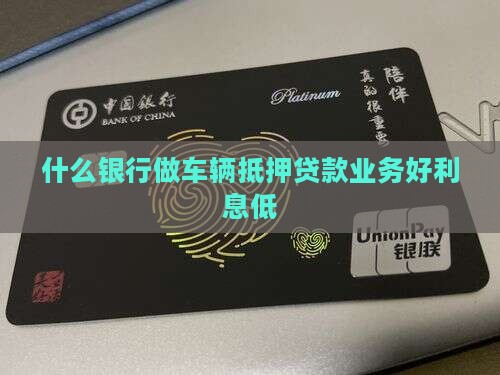 中国银行
BANK OF CHINA
Platinum
陪伴
真的很重要
什么银行做车辆抵押贷款业务好利
息低
UnionPay
银联